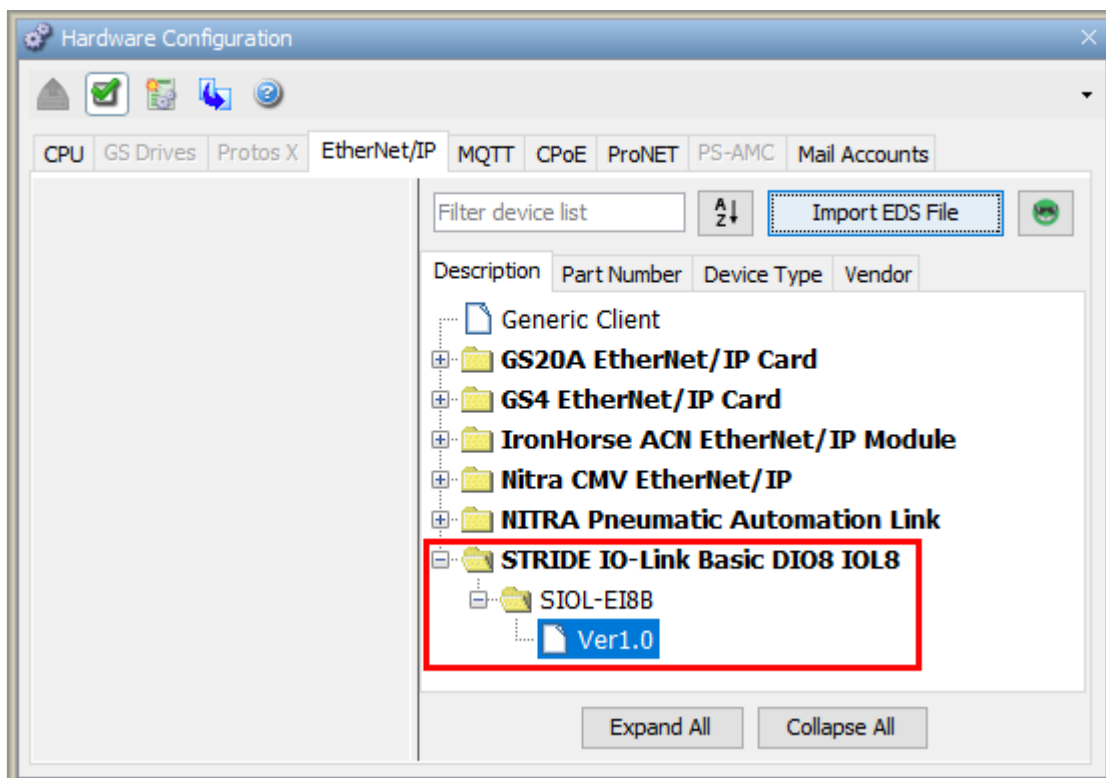 Hardware Configuration
CPU GS Drives Protos X EtherNet/IP MQTT CPoE ProNET PS-AMC Mail Accounts
Filter device list A Z Import EDS File
Description Part Number Device Type Vendor
Generic Client
GS20A EtherNet/IP Card
GS4 EtherNet/IP Card
IronHorse ACN EtherNet/IP Module
Nitra CMV EtherNet/IP
NITRA Pneumatic Automation Link
STRIDE IO-Link Basic DIO8 IOL8
SIOL-EI8B
Ver1.0
Expand All Collapse All